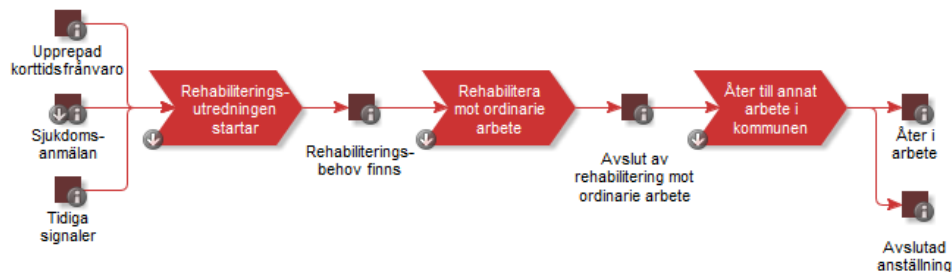 Upprepad
korttidsfrånvaro
Sjukdoms-
anmälan
Tidiga
signaler
Rehabiliterings-
utredningen
startar
Rehabiliterings-
behov finns
Rehabilitera
mot ordinarie
arbete
Avslut av
rehabilitering mot
ordinarie arbete
Åter till annat
arbete i
kommunen
Åter i
arbete
Avslutad
anställning